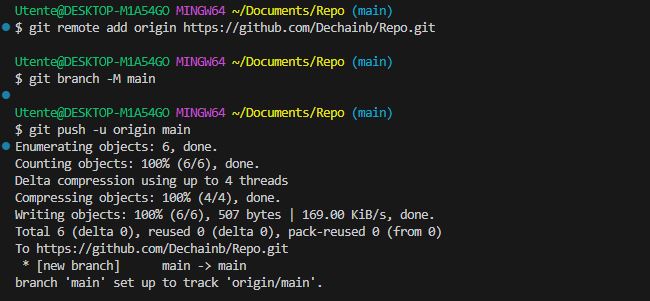 Utente@DESKTOP-M1A54GO MINGW64 ~/Documents/Repo (main)
$ git remote add origin https://github.com/Dechainb/Repo.git
Utente@DESKTOP-M1A54GO MINGW64 ~/Documents/Repo (main)
$ git branch -M main
Utente@DESKTOP-M1A54GO MINGW64 ~/Documents/Repo (main)
$ git push -u origin main
Enumerating objects: 6, done.
Counting objects: 100% (6/6), done.
Delta compression using up to 4 threads
Compressing objects: 100% (4/4), done.
Writing objects: 100% (6/6), 507 bytes | 169.00 KiB/s, done.
Total 6 (delta 0), reused 0 (delta 0), pack-reused 0 (from 0)
To https://github.com/Dechainb/Repo.git
 * [new branch]      main -> main
branch 'main' set up to track 'origin/main'.